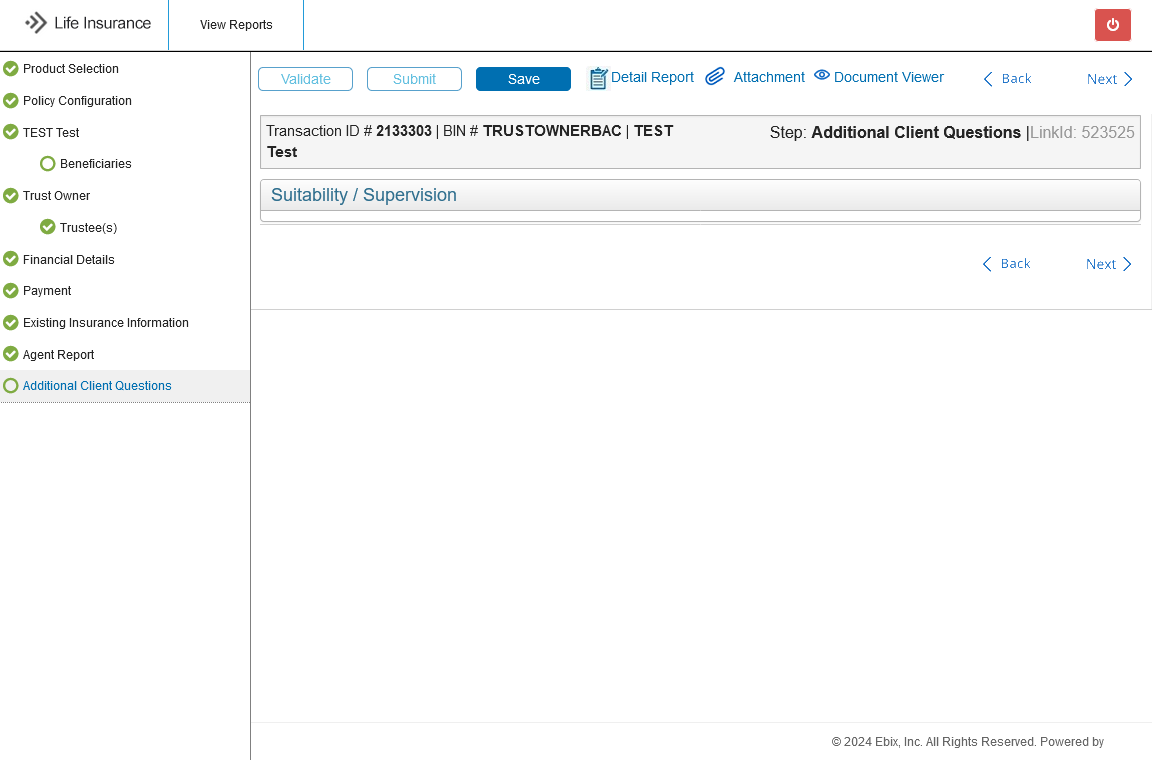 Life Insurance
View Reports
Product Selection
Policy Configuration
TEST Test
Beneficiaries
Trust Owner
Trustee(s)
Financial Details
Payment
Existing Insurance Information
Agent Report
Additional Client Questions
Validate
Submit
Save
Detail Report
Attachment
Document Viewer
Back
Next
Transaction ID # 2133303 | BIN # TRUSTOWNERBAC | TEST
Test
Step: Additional Client Questions |LinkId: 523525
Suitability / Supervision
Back
Next
© 2024 Ebix, Inc. All Rights Reserved. Powered by